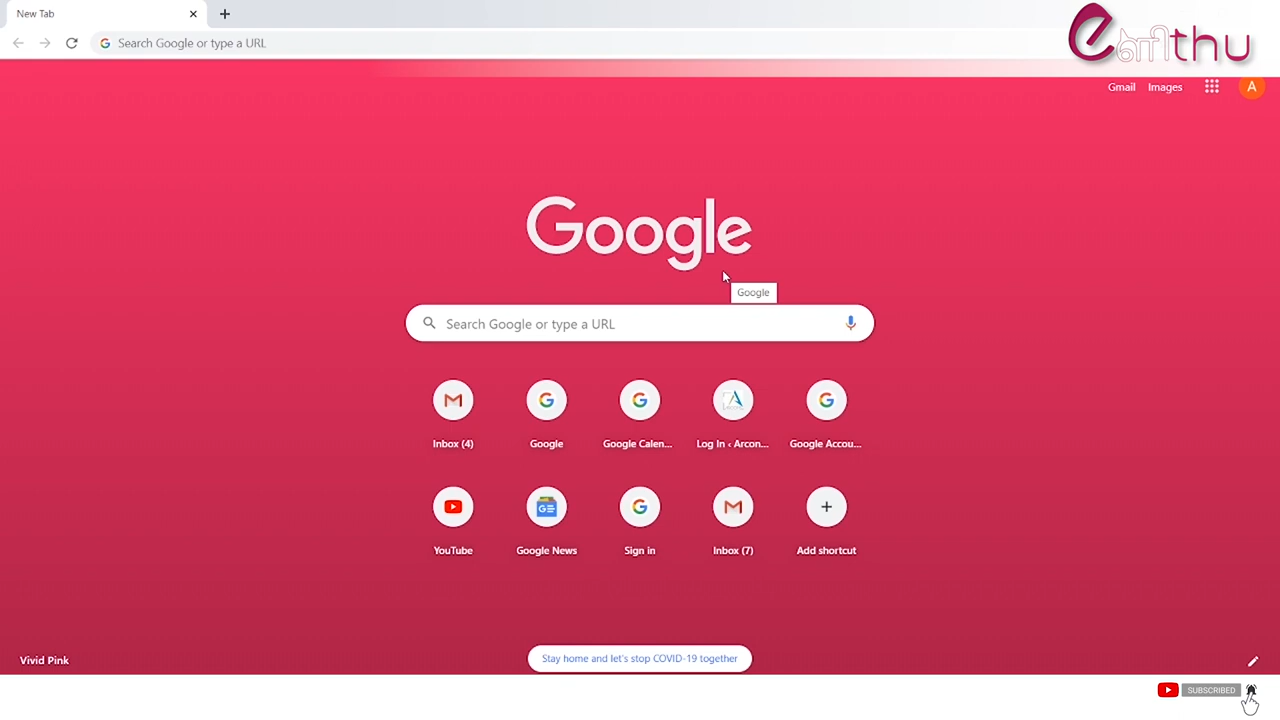 New Tab
Search Google or type a URL
eனிthu
Gmail Images A
Google
Google
Search Google or type a URL
Inbox (4) Google Google Calen... Log In ‹ Arcon... Google Accou...
YouTube Google News Sign in Inbox (7) Add shortcut
Vivid Pink
Stay home and let's stop COVID-19 together
SUBSCRIBED